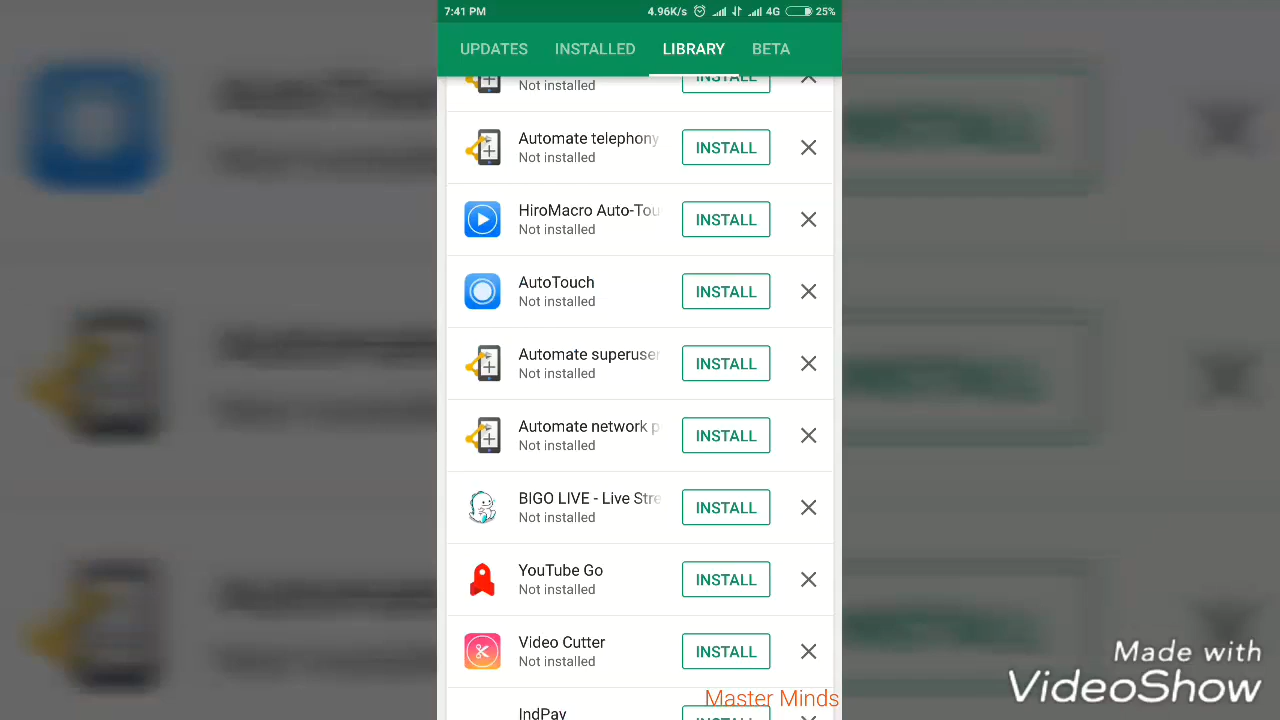 7:41 PM 4.96K/s 4G 25%
UPDATES INSTALLED LIBRARY BETA
Not installed INSTALL
Automate telephony
Not installed
INSTALL
HiroMacro Auto-Tou
Not installed
INSTALL
AutoTouch
Not installed
INSTALL
Automate superuser
Not installed
INSTALL
Automate network p
Not installed
INSTALL
BIGO LIVE - Live Stre
Not installed
INSTALL
YouTube Go
Not installed
INSTALL
Video Cutter
Not installed
INSTALL
IndPay
Master Minds
Made with
VideoShow